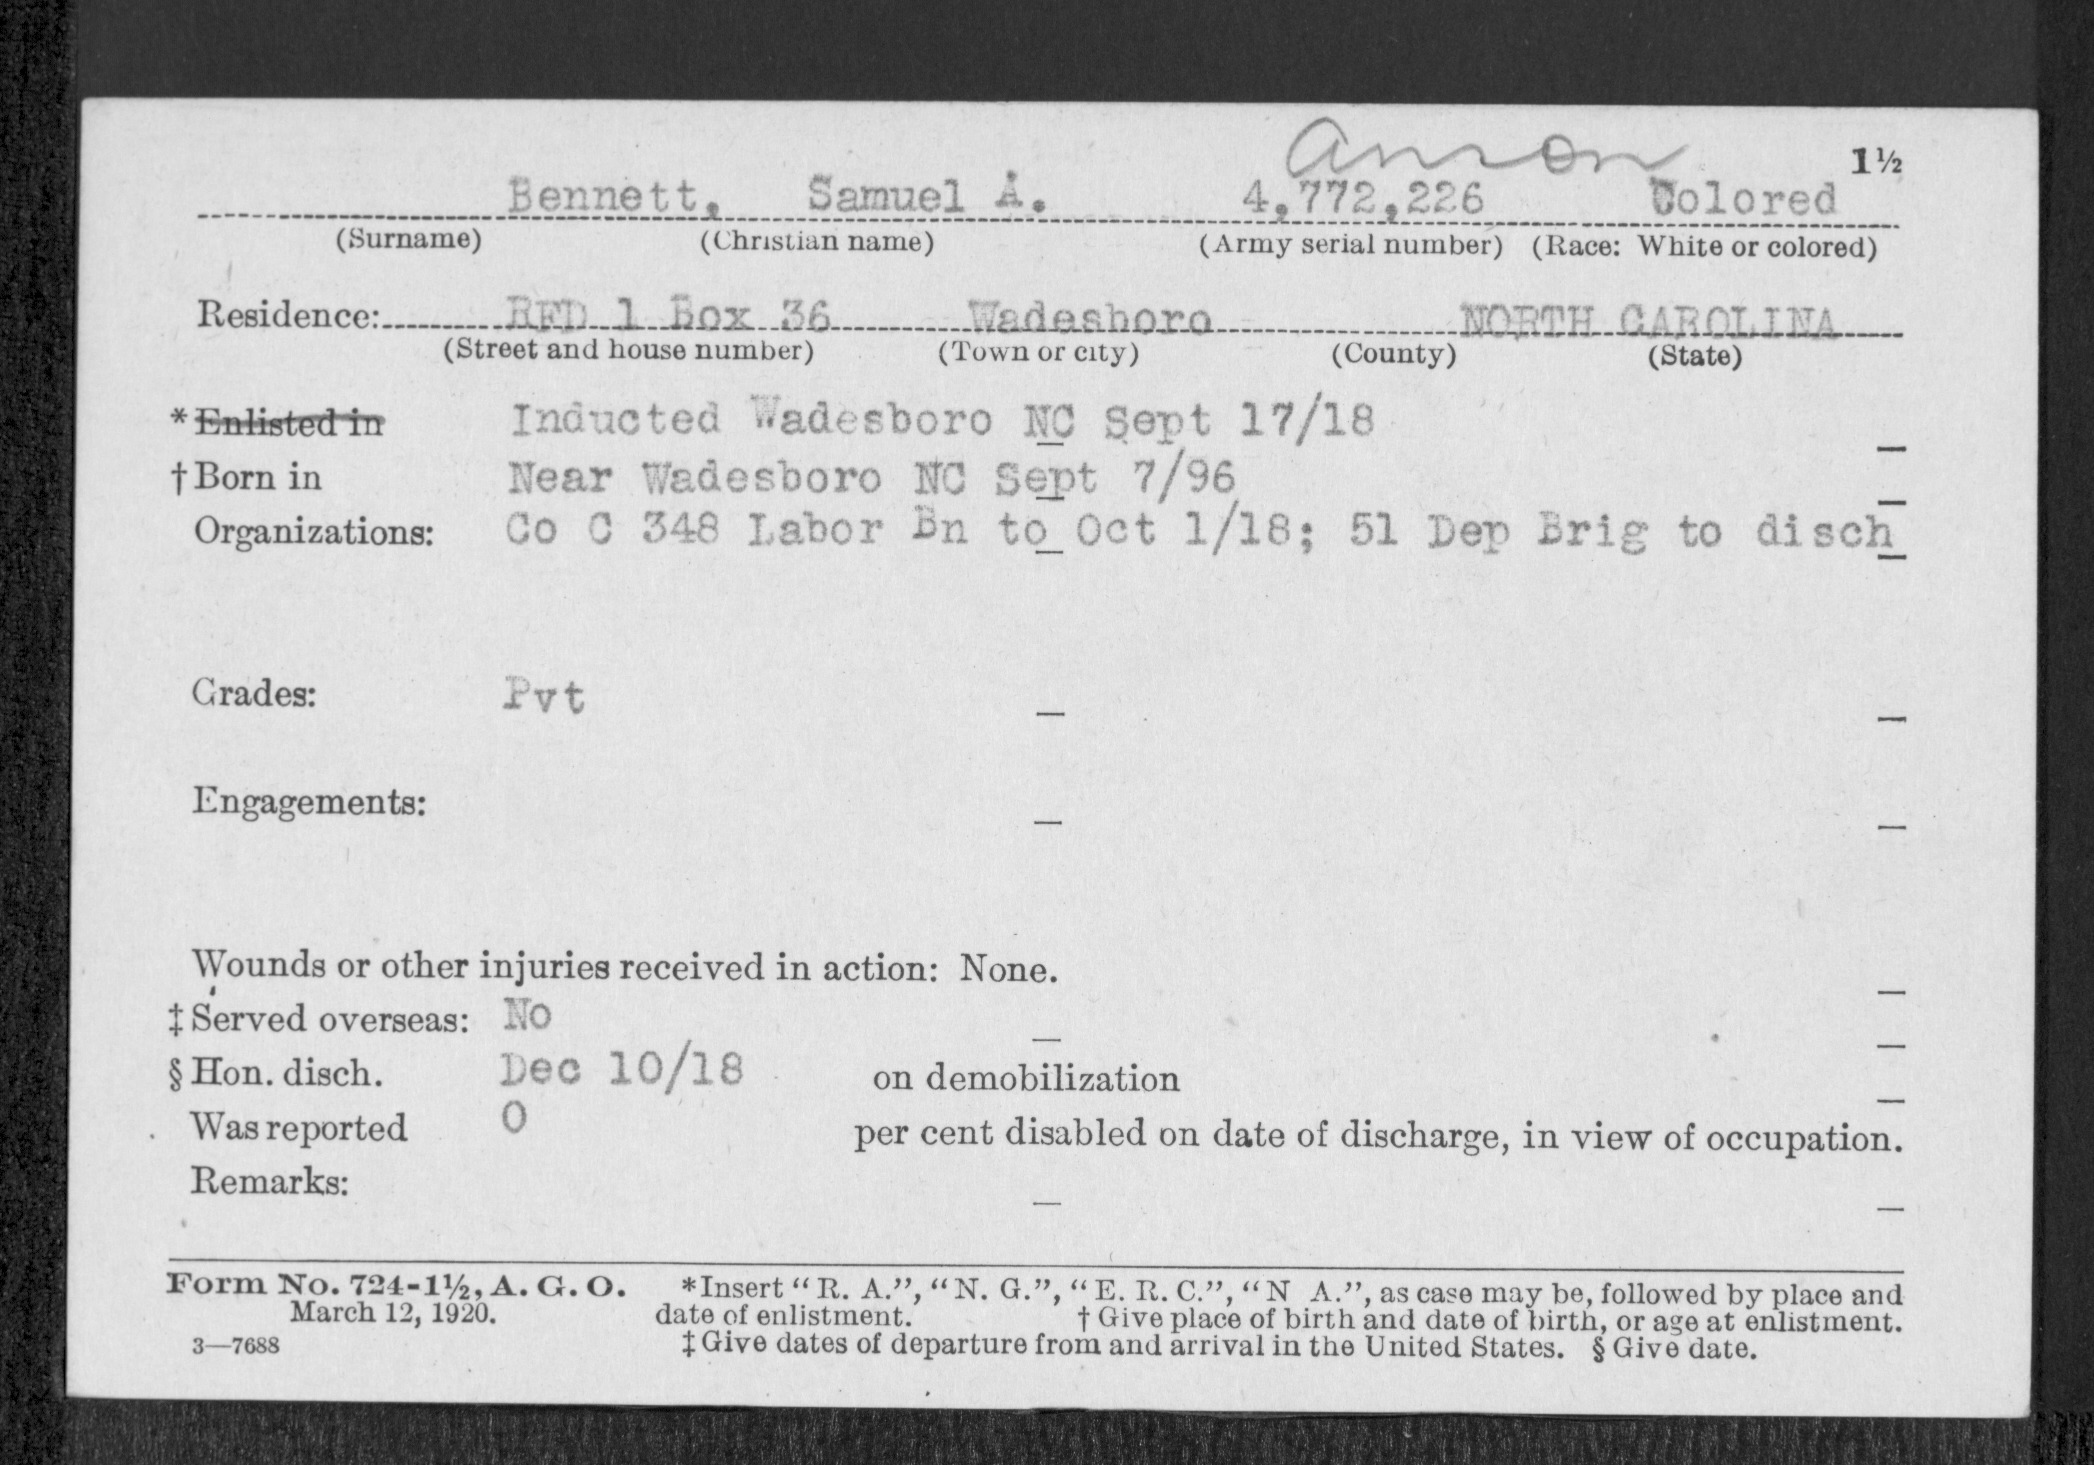 Anson
1½
Bennett, Samuel A. 4,772,226 Colored
(Surname) (Christian name) (Army serial number) (Race: White or colored)
Residence: RFD 1 Box 36 Wadesboro NORTH CAROLINA
(Street and house number) (Town or city) (County) (State)
*Enlisted in Inducted Wadesboro NC Sept 17/18
†Born in Near Wadesboro NC Sept 7/96
Organizations: Co C 348 Labor Bn to Oct 1/18; 51 Dep Brig to disch
Grades: Pvt
Engagements:
Wounds or other injuries received in action: None.
‡Served overseas: No
§Hon. disch. Dec 10/18 on demobilization
Was reported 0 per cent disabled on date of discharge, in view of occupation.
Remarks:
Form No. 724-1½, A. G. O. *Insert "R. A.", "N. G.", "E. R. C.", "N A.", as case may be, followed by place and
March 12, 1920. date of enlistment. †Give place of birth and date of birth, or age at enlistment.
3—7688 ‡Give dates of departure from and arrival in the United States. §Give date.